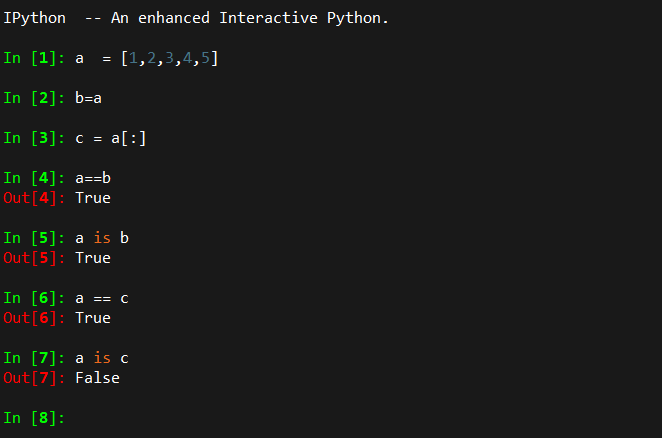 IPython  -- An enhanced Interactive Python.
In [1]: a  = [1,2,3,4,5]
In [2]: b=a
In [3]: c = a[:]
In [4]: a==b
Out[4]: True
In [5]: a is b
Out[5]: True
In [6]: a == c
Out[6]: True
In [7]: a is c
Out[7]: False
In [8]: